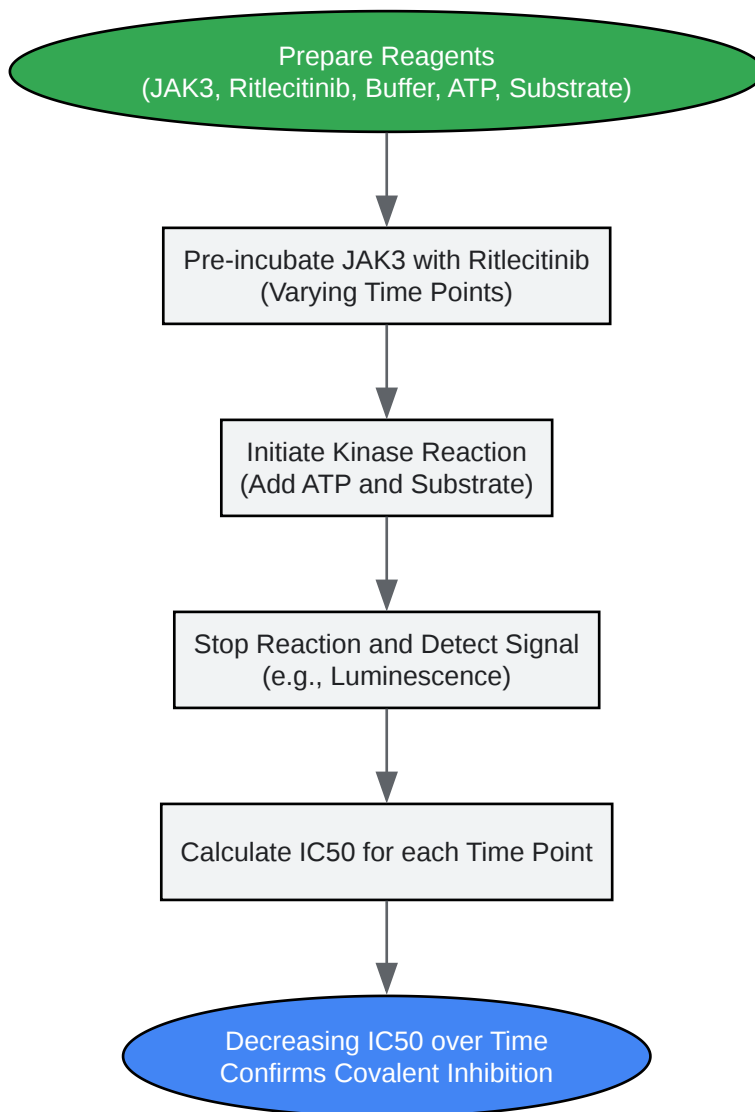 Prepare Reagents
(JAK3, Ritlecitinib, Buffer, ATP, Substrate)
Pre-incubate JAK3 with Ritlecitinib
(Varying Time Points)
Initiate Kinase Reaction
(Add ATP and Substrate)
Stop Reaction and Detect Signal
(e.g., Luminescence)
Calculate IC50 for each Time Point
Decreasing IC50 over Time
Confirms Covalent Inhibition